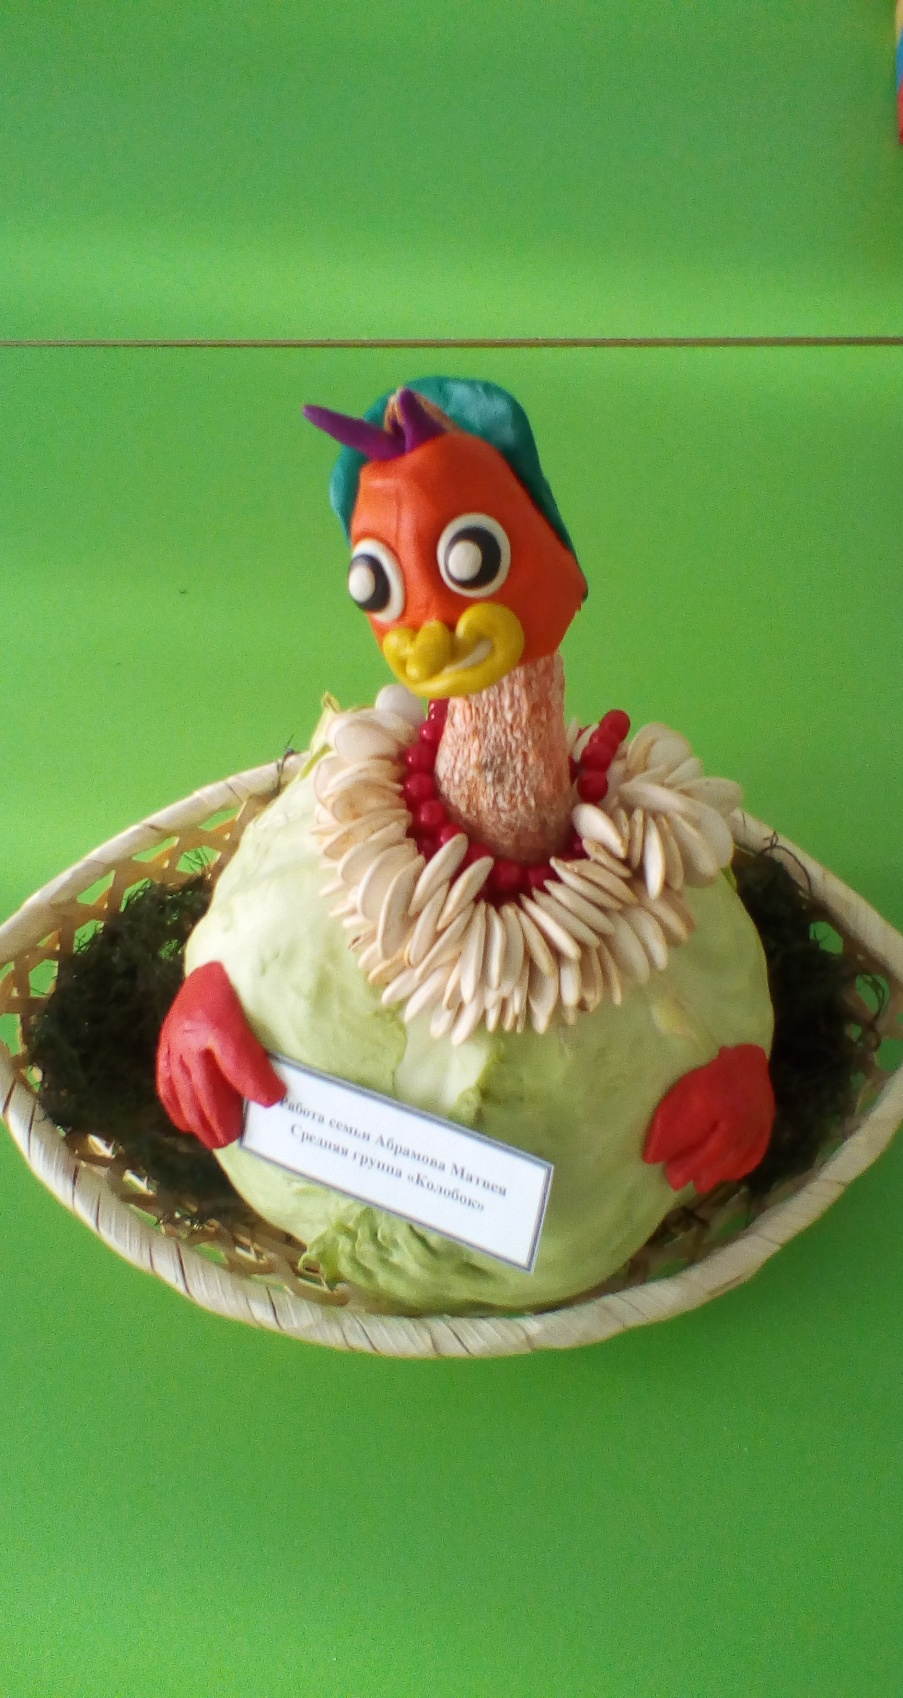 Работа семьи Абрамова Матвея
Средняя группа «Колобок»